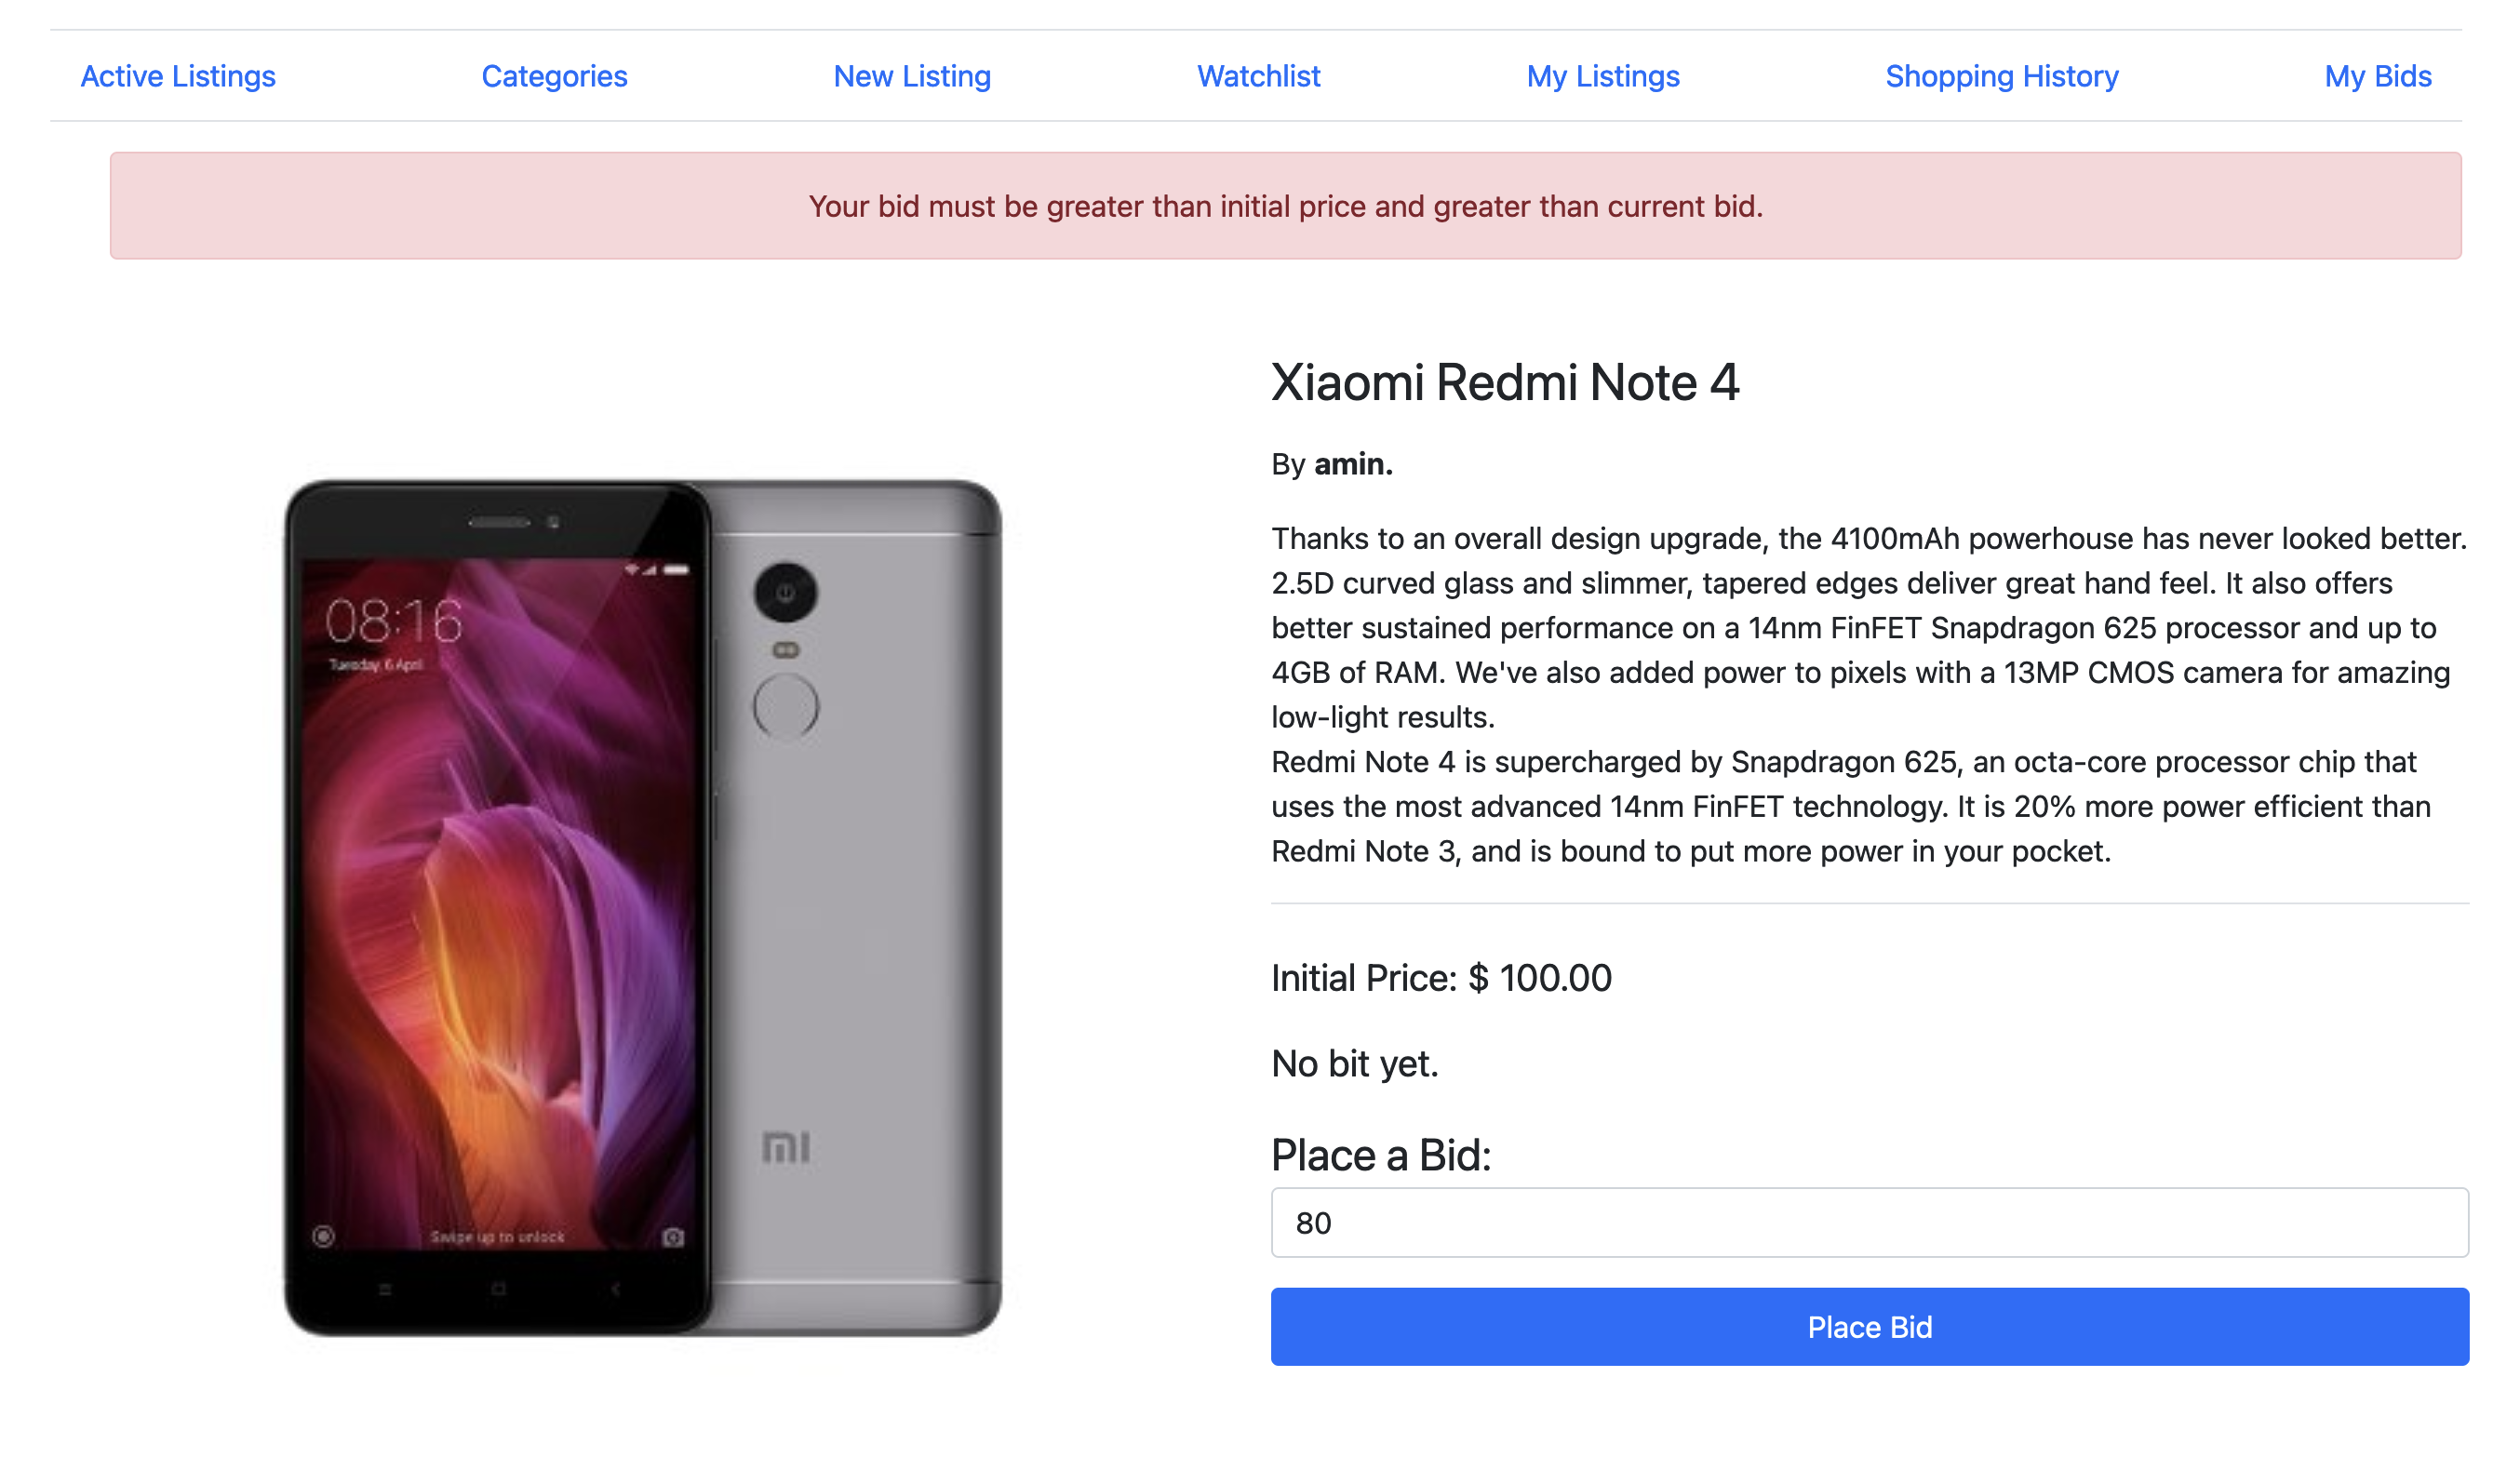 Active Listings Categories New Listing Watchlist My Listings Shopping History My Bids
Your bid must be greater than initial price and greater than current bid.
Xiaomi Redmi Note 4
By amin.
Thanks to an overall design upgrade, the 4100mAh powerhouse has never looked better.
2.5D curved glass and slimmer, tapered edges deliver great hand feel. It also offers
better sustained performance on a 14nm FinFET Snapdragon 625 processor and up to
4GB of RAM. We've also added power to pixels with a 13MP CMOS camera for amazing
low-light results.
Redmi Note 4 is supercharged by Snapdragon 625, an octa-core processor chip that
uses the most advanced 14nm FinFET technology. It is 20% more power efficient than
Redmi Note 3, and is bound to put more power in your pocket.
Initial Price: $ 100.00
No bit yet.
Place a Bid:
80
Place Bid
08:16
Tuesday, 6 April
Swipe up to unlock
MI